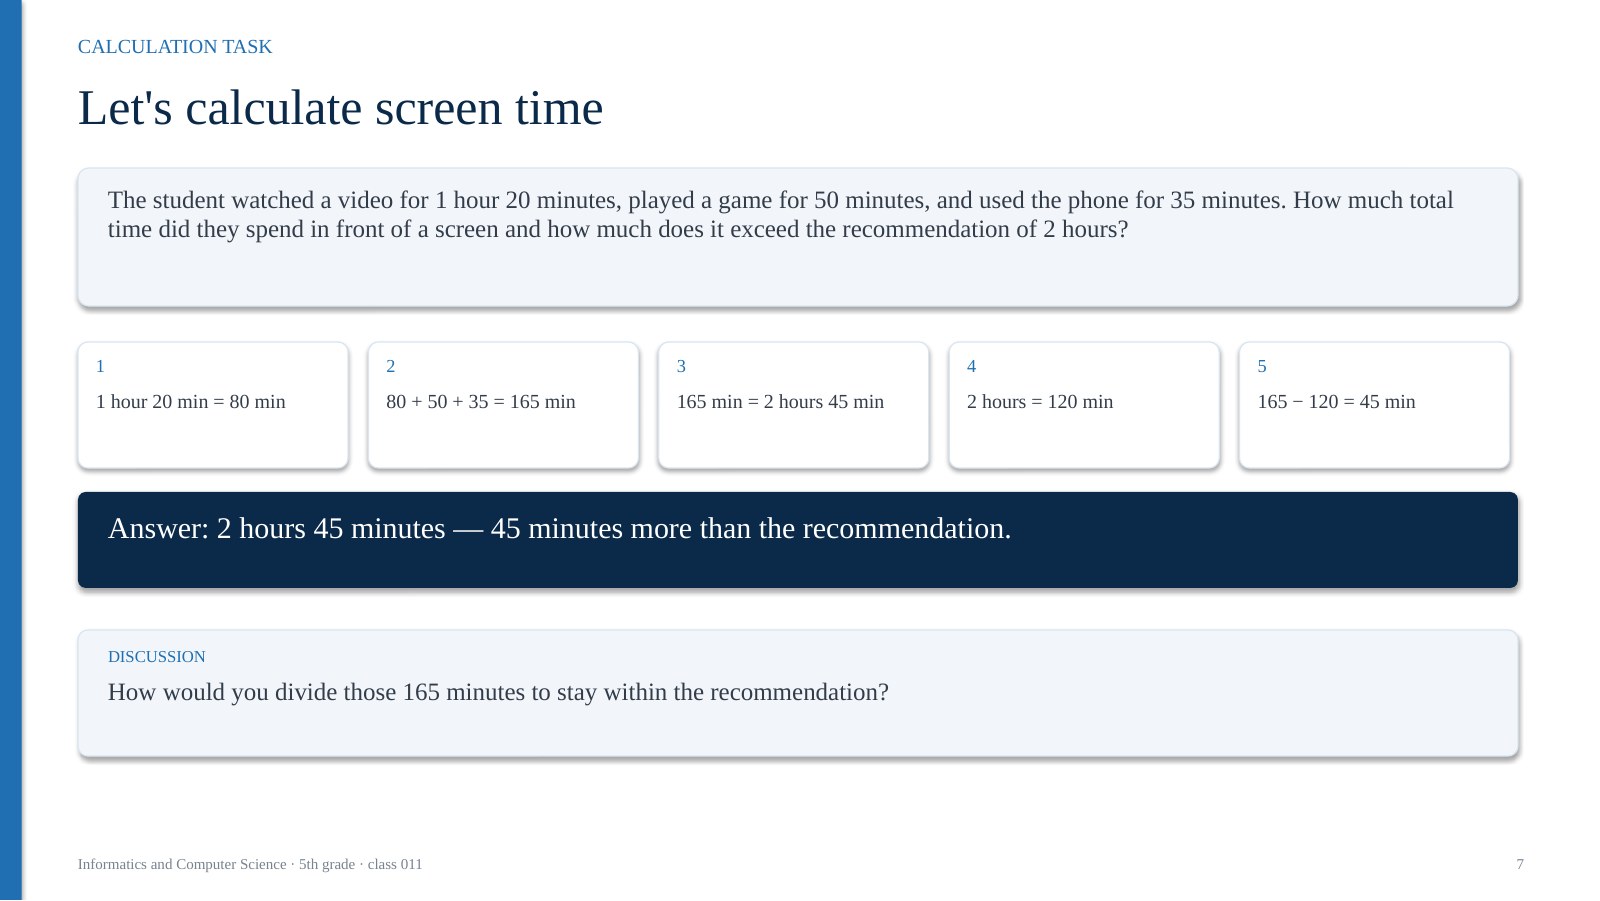 CALCULATION TASK
Let's calculate screen time
The student watched a video for 1 hour 20 minutes, played a game for 50 minutes, and used the phone for 35 minutes. How much total
time did they spend in front of a screen and how much does it exceed the recommendation of 2 hours?
1
1 hour 20 min = 80 min
2
80 + 50 + 35 = 165 min
3
165 min = 2 hours 45 min
4
2 hours = 120 min
5
165 − 120 = 45 min
Answer: 2 hours 45 minutes — 45 minutes more than the recommendation.
DISCUSSION
How would you divide those 165 minutes to stay within the recommendation?
Informatics and Computer Science · 5th grade · class 011
7